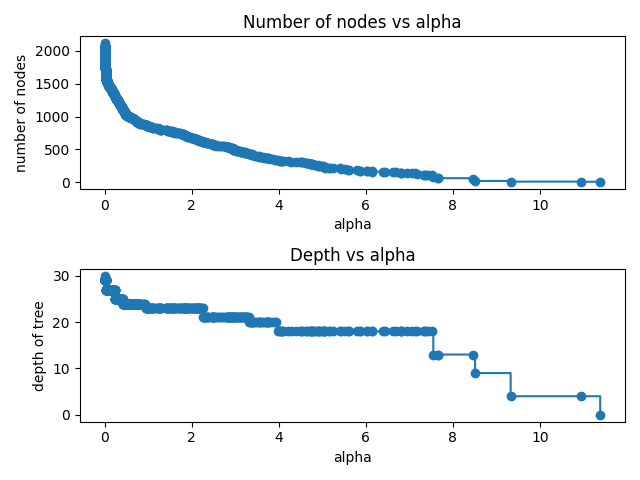 Number of nodes vs alpha
number of nodes
2000
1500
1000
500
0
0 2 4 6 8 10
alpha
Depth vs alpha
depth of tree
30
20
10
0
0 2 4 6 8 10
alpha